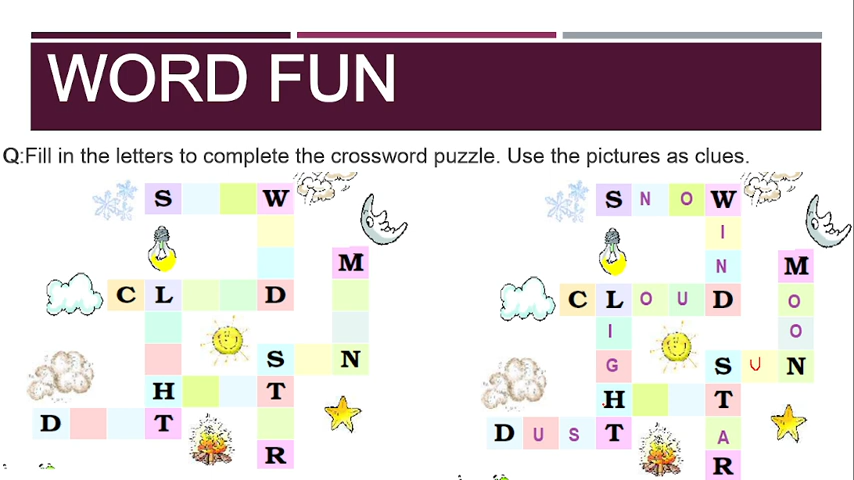 WORD FUN
Q:Fill in the letters to complete the crossword puzzle. Use the pictures as clues.
S W S N O W
I
M N M
C L D C L O U D O
I O
S N G S U N
H T H T
D T D U S T A
R R